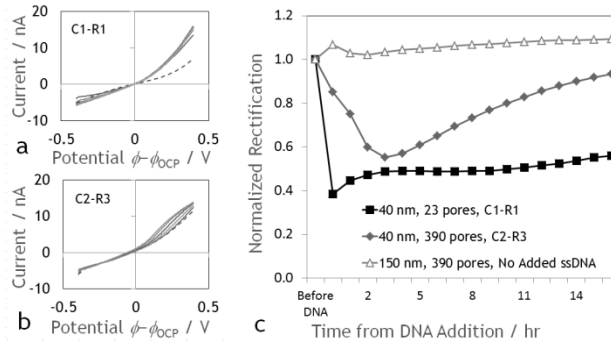 20
10
0
-10
-0.5
0
0.5
C1-R1
Current / nA
Potential ϕ–ϕOCP / V
a
20
10
0
-10
-0.5
0
0.5
C2-R3
Current / nA
Potential ϕ–ϕOCP / V
b
1.2
1.0
0.8
0.6
0.4
0.2
0.0
Normalized Rectification
40 nm, 23 pores, C1-R1
40 nm, 390 pores, C2-R3
150 nm, 390 pores, No Added ssDNA
Before
DNA
2
5
8
11
14
c
Time from DNA Addition / hr